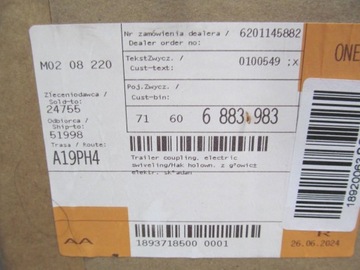 Nr zamówienia dealera /
Dealer order no:
6201145882
M02 08 220
TekstZwycz. /
Cust-text:
0100549 ;x
ONE
Zleceniodawca /
Sold-to:
24755
Odbiorca /
Ship-to:
51998
Trasa / Route:
A19PH4
Poj.Zwycz./
Cust-bin:
71 60 6 883 983
Trailer coupling, electric
swiveling/Hak holown. z głowicz
elektr. sk°adan
AA
1893718600 0001
R
26.06.2024